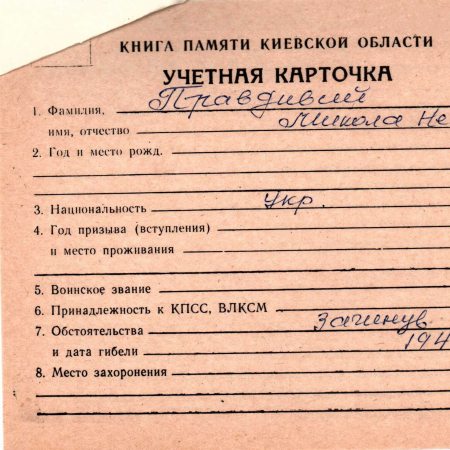 КНИГА ПАМЯТИ КИЕВСКОЙ ОБЛАСТИ
УЧЕТНАЯ КАРТОЧКА
1. Фамилия, Правдивий
имя, отчество Микола Не
2. Год и место рожд.
3. Национальность Укр.
4. Год призыва (вступления)
и место проживания
5. Воинское звание
6. Принадлежность к КПСС, ВЛКСМ
7. Обстоятельства Загинув
и дата гибели 194
8. Место захоронения